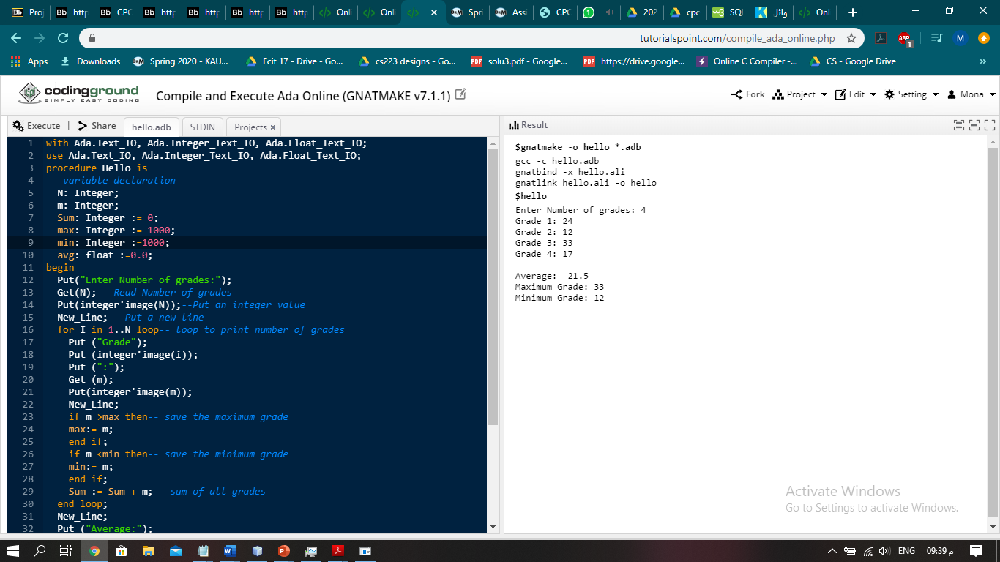 Proj
http
CPC
http
http
http
http
Onl
Onl
Spri
Assi
CPC
202
cpc
SQL
وائل
Onl
tutorialspoint.com/compile_ada_online.php
M
Apps Downloads Spring 2020 - KAU... Fcit 17 - Drive - Go... cs223 designs - Go... solu3.pdf - Google... https://drive.google... Online C Compiler -... CS - Google Drive »
codingground
SIMPLY EASY CODING
Compile and Execute Ada Online (GNATMAKE v7.1.1)
Fork Project Edit Setting Mona
Execute | Share hello.adb STDIN Projects ×
1 with Ada.Text_IO, Ada.Integer_Text_IO, Ada.Float_Text_IO;
2 use Ada.Text_IO, Ada.Integer_Text_IO, Ada.Float_Text_IO;
3 procedure Hello is
4 -- variable declaration
5 N: Integer;
6 m: Integer;
7 Sum: Integer := 0;
8 max: Integer :=-1000;
9 min: Integer :=1000;
10 avg: float :=0.0;
11 begin
12 Put("Enter Number of grades:");
13 Get(N);-- Read Number of grades
14 Put(integer'image(N));--Put an integer value
15 New_Line; --Put a new line
16 for I in 1..N loop-- loop to print number of grades
17 Put ("Grade");
18 Put (integer'image(i));
19 Put (":");
20 Get (m);
21 Put(integer'image(m));
22 New_Line;
23 if m >max then-- save the maximum grade
24 max:= m;
25 end if;
26 if m <min then-- save the minimum grade
27 min:= m;
28 end if;
29 Sum := Sum + m;-- sum of all grades
30 end loop;
31 New_Line;
32 Put ("Average:");
Result
$gnatmake -o hello *.adb
gcc -c hello.adb
gnatbind -x hello.ali
gnatlink hello.ali -o hello
$hello
Enter Number of grades: 4
Grade 1: 24
Grade 2: 12
Grade 3: 33
Grade 4: 17
Average:  21.5
Maximum Grade: 33
Minimum Grade: 12
Activate Windows
Go to Settings to activate Windows.
ENG 09:39 م